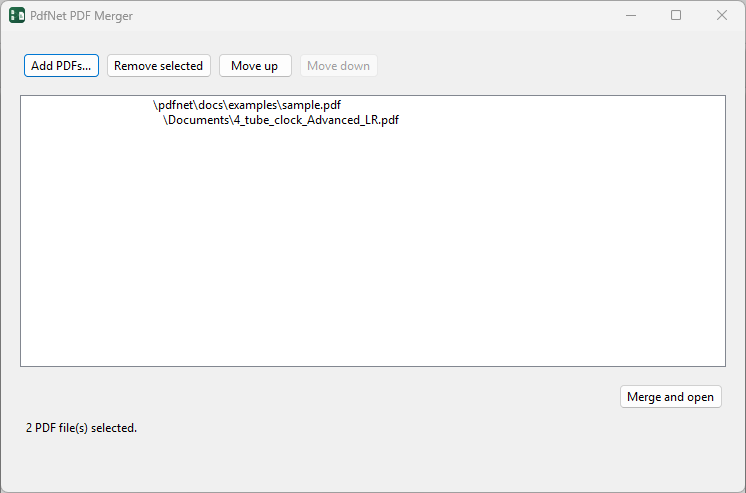 PdfNet PDF Merger
Add PDFs... Remove selected Move up Move down
\pdfnet\docs\examples\sample.pdf
\Documents\4_tube_clock_Advanced_LR.pdf
Merge and open
2 PDF file(s) selected.